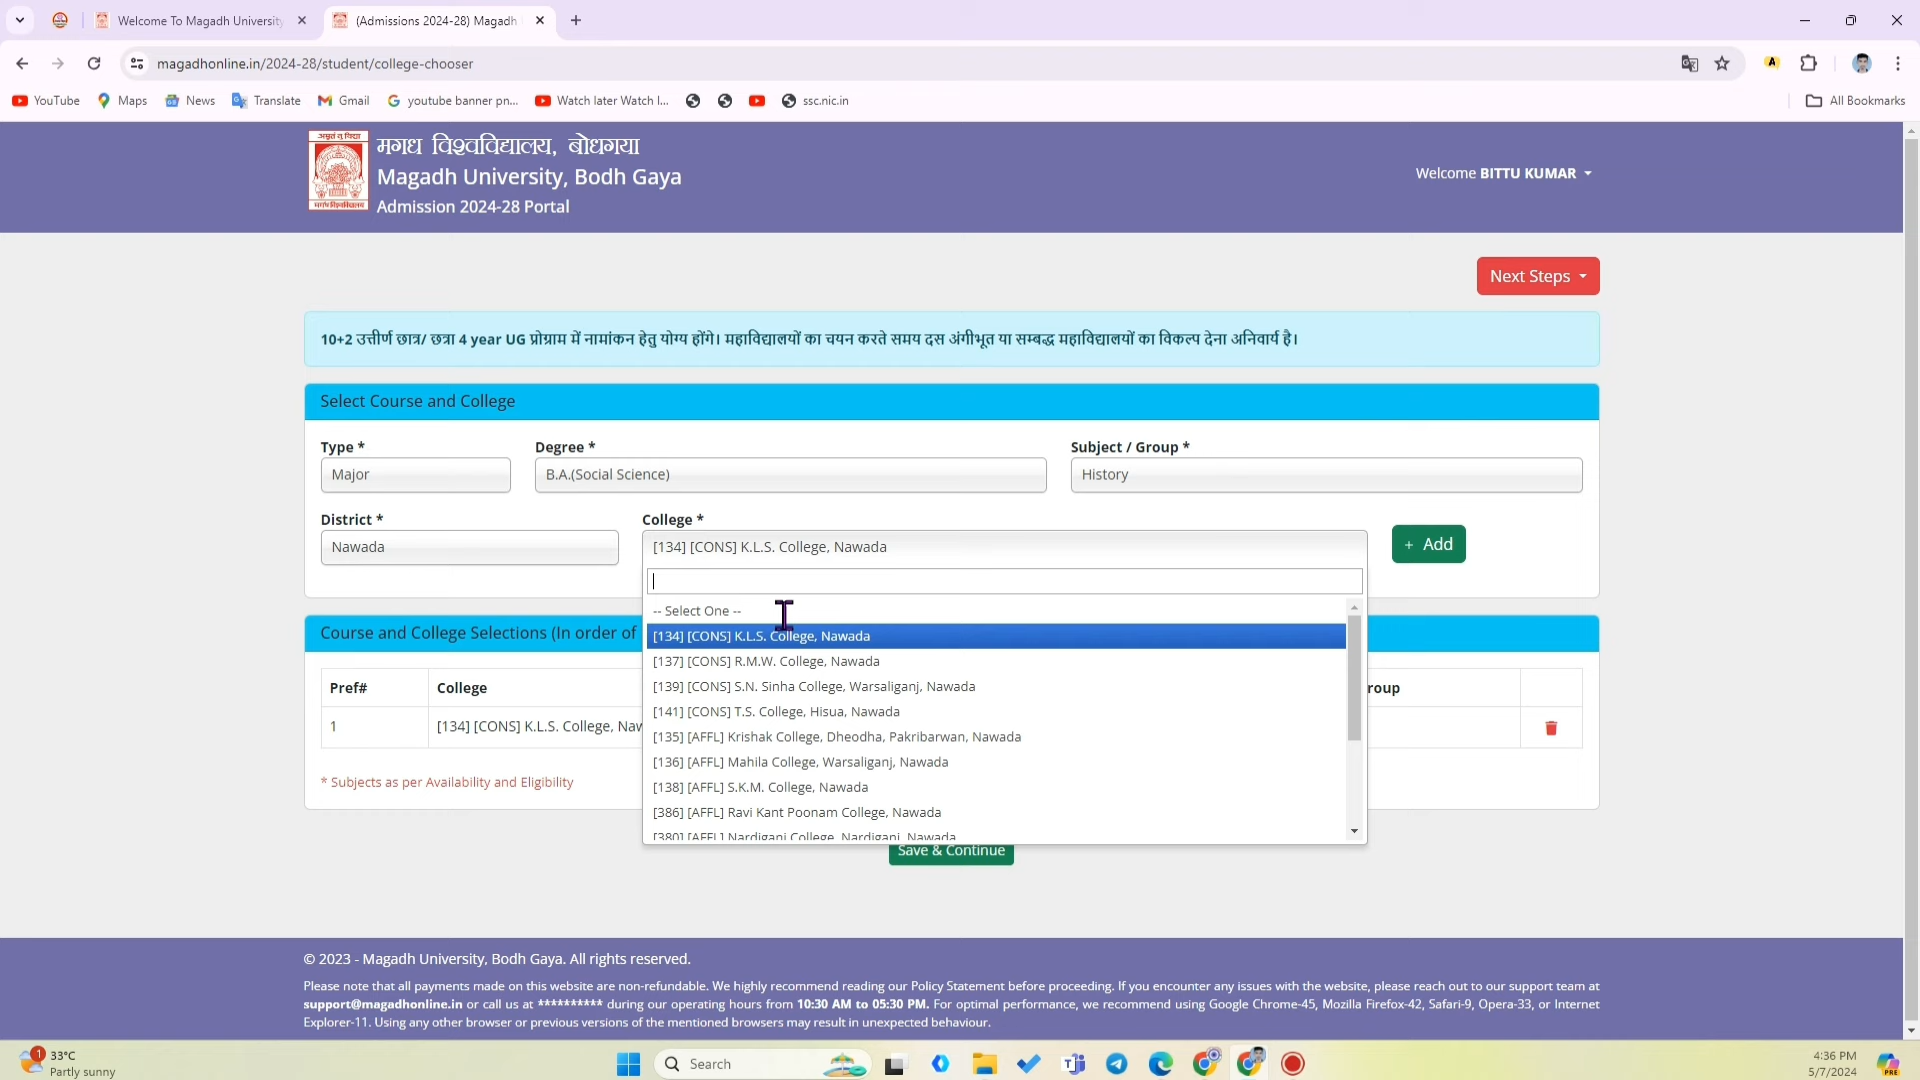 Welcome To Magadh University
(Admissions 2024-28) Magadh
magadhonline.in/2024-28/student/college-chooser
YouTube Maps News Translate Gmail youtube banner pn... Watch later Watch l... ssc.nic.in All Bookmarks
मगध विश्वविद्यालय, बोधगया
Magadh University, Bodh Gaya
Admission 2024-28 Portal
Welcome BITTU KUMAR
Next Steps
10+2 उत्तीर्ण छात्र/ छत्रा 4 year UG प्रोग्राम में नामांकन हेतु योग्य होंगे। महाविद्यालयों का चयन करते समय दस अंगीभूत या सम्बद्ध महाविद्यालयों का विकल्प देना अनिवार्य है।
Select Course and College
Type * Degree * Subject / Group *
Major B.A.(Social Science) History
District * College *
Nawada [134] [CONS] K.L.S. College, Nawada + Add
-- Select One --
Course and College Selections (In order of
[134] [CONS] K.L.S. College, Nawada
[137] [CONS] R.M.W. College, Nawada
Pref# College roup
[139] [CONS] S.N. Sinha College, Warsaliganj, Nawada
[141] [CONS] T.S. College, Hisua, Nawada
1 [134] [CONS] K.L.S. College, Naw
[135] [AFFL] Krishak College, Dheodha, Pakribarwan, Nawada
[136] [AFFL] Mahila College, Warsaliganj, Nawada
* Subjects as per Availability and Eligibility
[138] [AFFL] S.K.M. College, Nawada
[386] [AFFL] Ravi Kant Poonam College, Nawada
[380] [AFFL] Nardiganj College, Nardiganj, Nawada
Save & Continue
© 2023 - Magadh University, Bodh Gaya. All rights reserved.
Please note that all payments made on this website are non-refundable. We highly recommend reading our Policy Statement before proceeding. If you encounter any issues with the website, please reach out to our support team at
support@magadhonline.in or call us at ********** during our operating hours from 10:30 AM to 05:30 PM. For optimal performance, we recommend using Google Chrome-45, Mozilla Firefox-42, Safari-9, Opera-33, or Internet
Explorer-11. Using any other browser or previous versions of the mentioned browsers may result in unexpected behaviour.
1 33°C
Partly sunny
Search
4:36 PM
5/7/2024